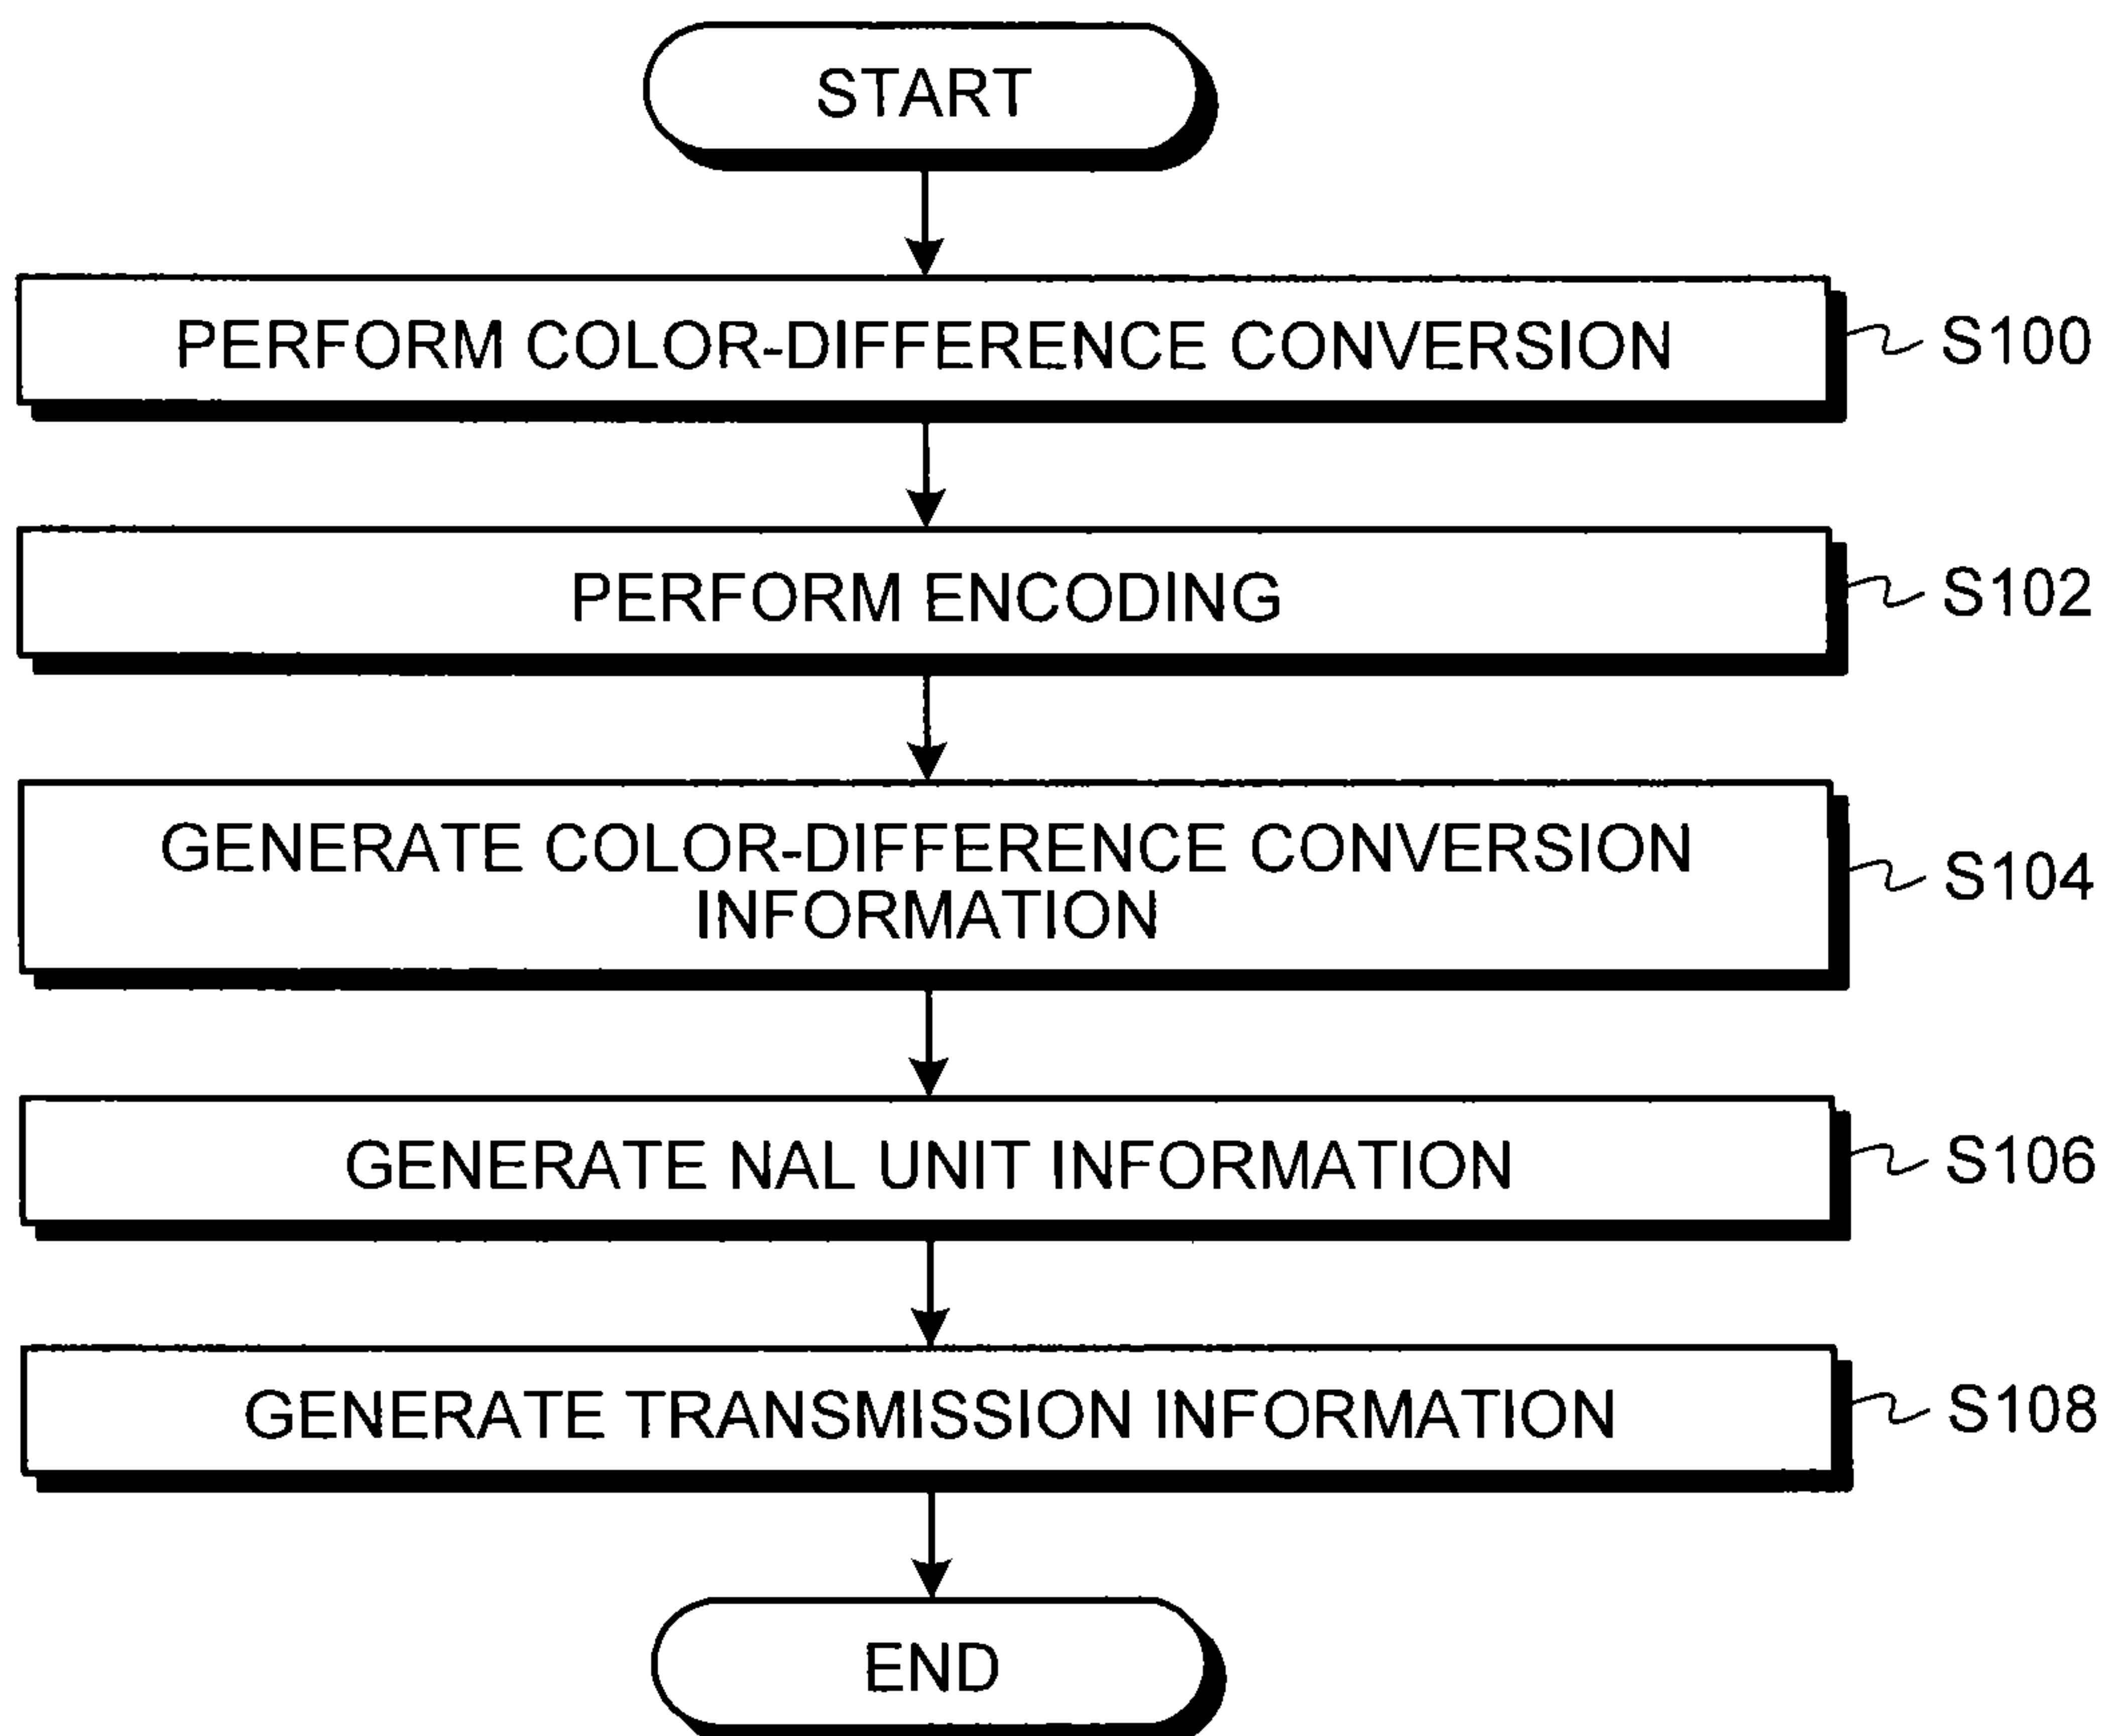 START
PERFORM COLOR-DIFFERENCE CONVERSION
S100
PERFORM ENCODING
S102
GENERATE COLOR-DIFFERENCE CONVERSION
INFORMATION
S104
GENERATE NAL UNIT INFORMATION
S106
GENERATE TRANSMISSION INFORMATION
S108
END